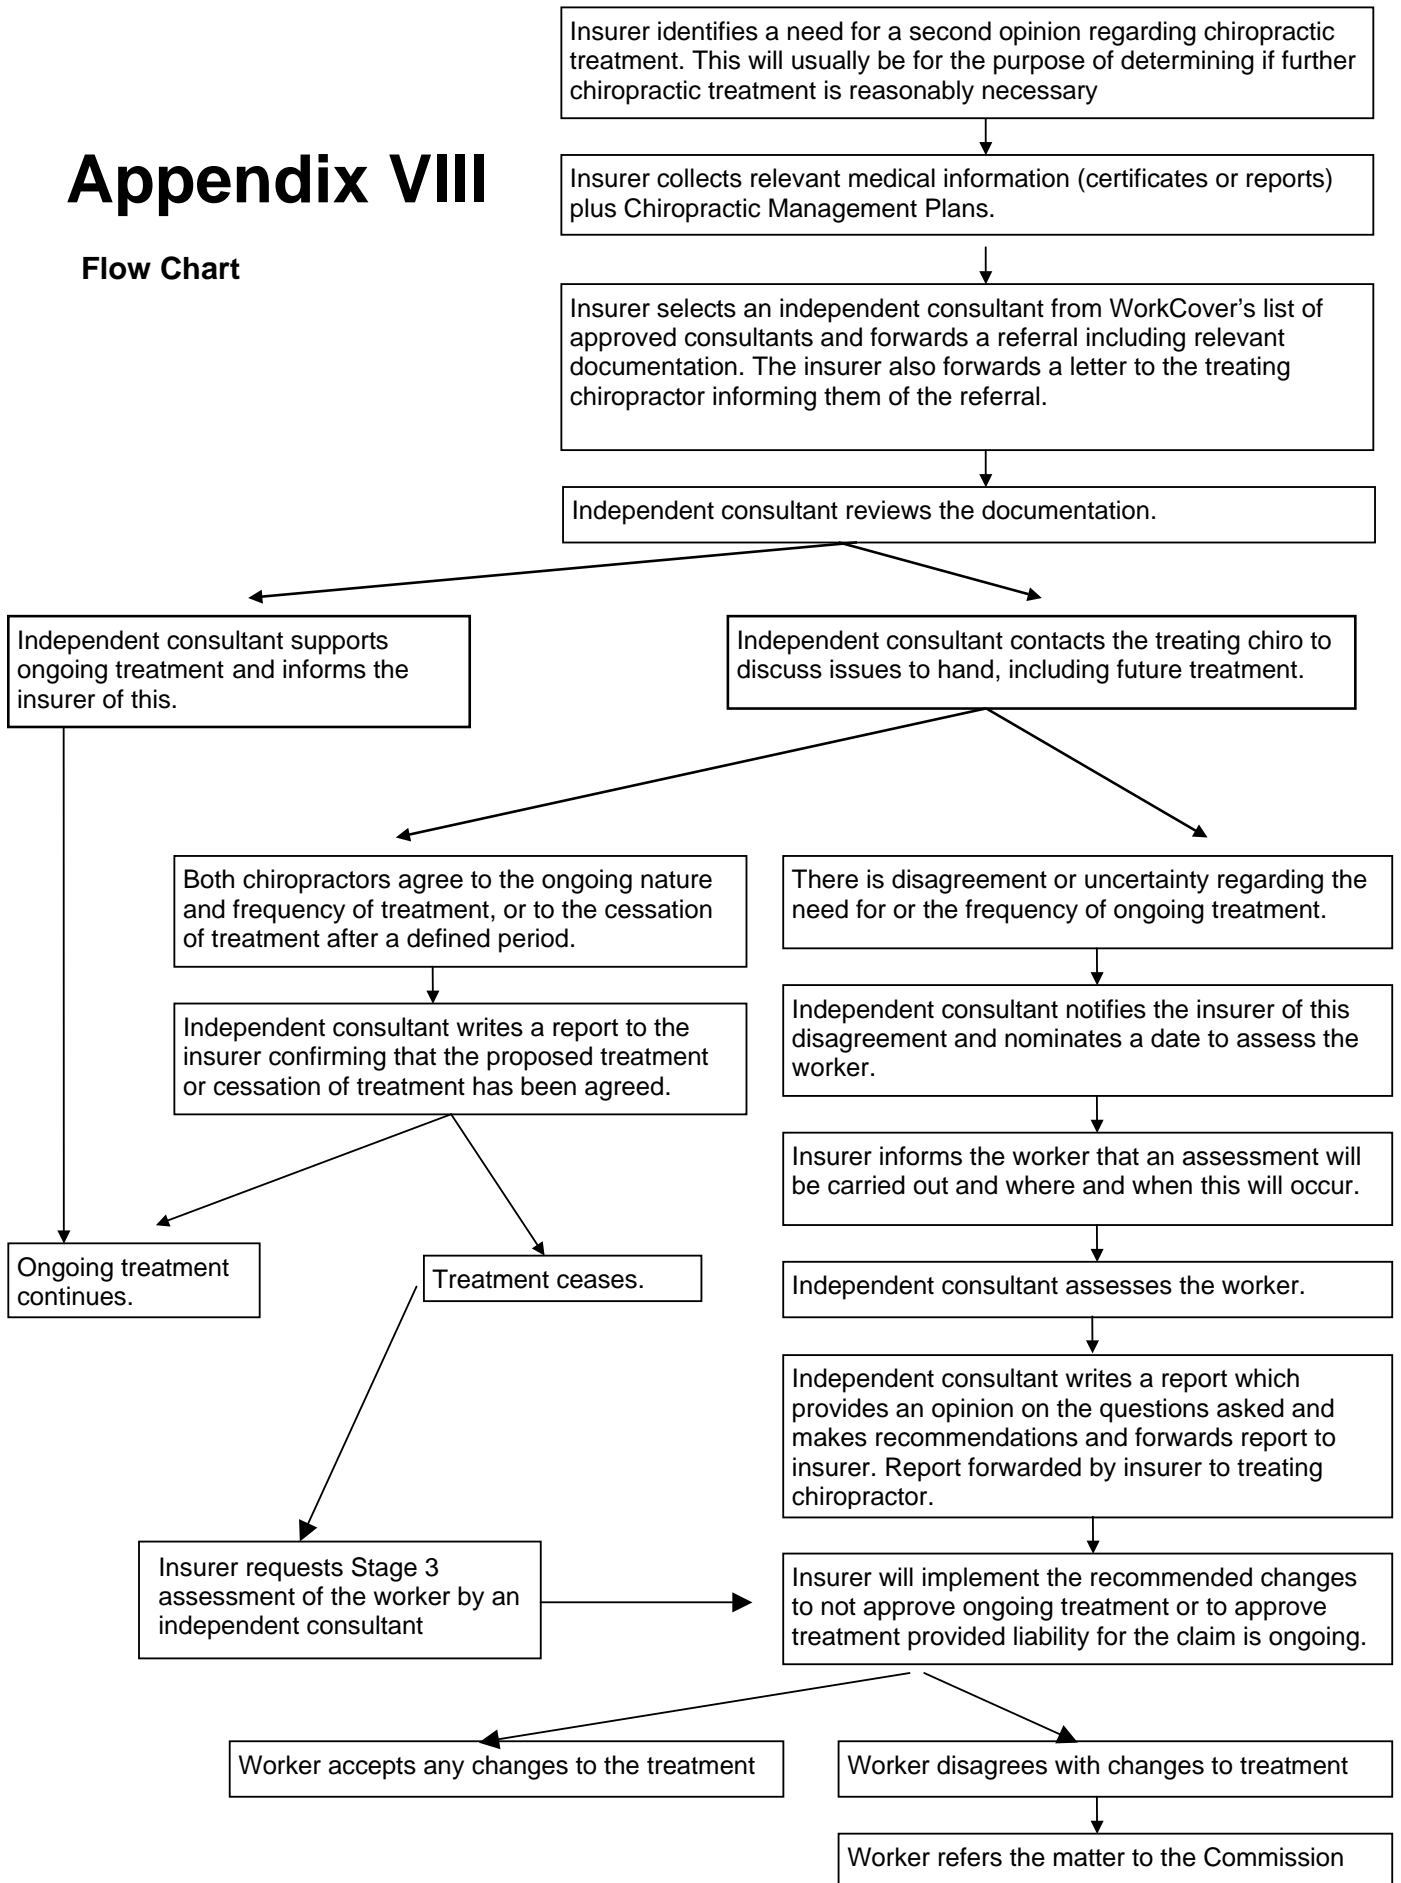 Insurer identifies a need for a second opinion regarding chiropractic
treatment. This will usually be for the purpose of determining if further
chiropractic treatment is reasonably necessary
Appendix VIII
Flow Chart
Insurer collects relevant medical information (certificates or reports)
plus Chiropractic Management Plans.
Insurer selects an independent consultant from WorkCover’s list of
approved consultants and forwards a referral including relevant
documentation. The insurer also forwards a letter to the treating
chiropractor informing them of the referral.
Independent consultant reviews the documentation.
Independent consultant supports
ongoing treatment and informs the
insurer of this.
Independent consultant contacts the treating chiro to
discuss issues to hand, including future treatment.
Both chiropractors agree to the ongoing nature
and frequency of treatment, or to the cessation
of treatment after a defined period.
There is disagreement or uncertainty regarding the
need for or the frequency of ongoing treatment.
Independent consultant writes a report to the
insurer confirming that the proposed treatment
or cessation of treatment has been agreed.
Independent consultant notifies the insurer of this
disagreement and nominates a date to assess the
worker.
Insurer informs the worker that an assessment will
be carried out and where and when this will occur.
Ongoing treatment
continues.
Treatment ceases.
Independent consultant assesses the worker.
Independent consultant writes a report which
provides an opinion on the questions asked and
makes recommendations and forwards report to
insurer. Report forwarded by insurer to treating
chiropractor.
Insurer requests Stage 3
assessment of the worker by an
independent consultant
Insurer will implement the recommended changes
to not approve ongoing treatment or to approve
treatment provided liability for the claim is ongoing.
Worker accepts any changes to the treatment
Worker disagrees with changes to treatment
Worker refers the matter to the Commission